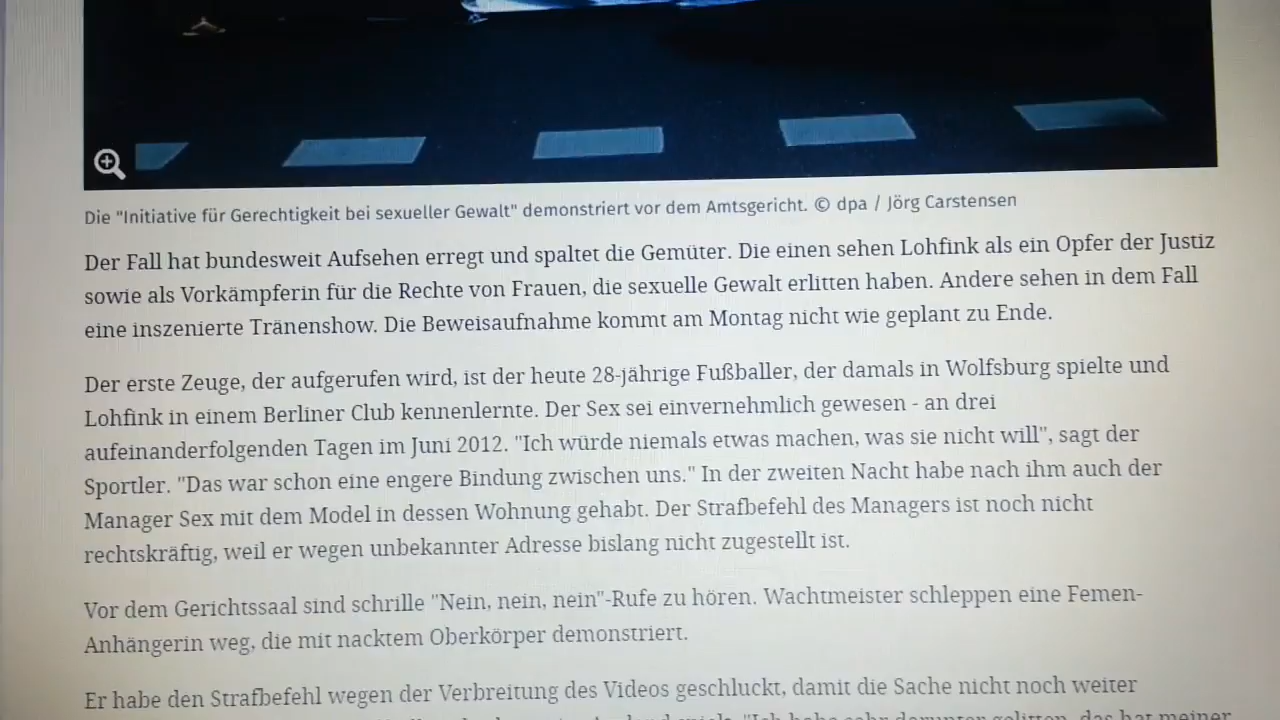 Die "Initiative für Gerechtigkeit bei sexueller Gewalt" demonstriert vor dem Amtsgericht. © dpa / Jörg Carstensen
Der Fall hat bundesweit Aufsehen erregt und spaltet die Gemüter. Die einen sehen Lohfink als ein Opfer der Justiz
sowie als Vorkämpferin für die Rechte von Frauen, die sexuelle Gewalt erlitten haben. Andere sehen in dem Fall
eine inszenierte Tränenshow. Die Beweisaufnahme kommt am Montag nicht wie geplant zu Ende.
Der erste Zeuge, der aufgerufen wird, ist der heute 28-jährige Fußballer, der damals in Wolfsburg spielte und
Lohfink in einem Berliner Club kennenlernte. Der Sex sei einvernehmlich gewesen - an drei
aufeinanderfolgenden Tagen im Juni 2012. "Ich würde niemals etwas machen, was sie nicht will", sagt der
Sportler. "Das war schon eine engere Bindung zwischen uns." In der zweiten Nacht habe nach ihm auch der
Manager Sex mit dem Model in dessen Wohnung gehabt. Der Strafbefehl des Managers ist noch nicht
rechtskräftig, weil er wegen unbekannter Adresse bislang nicht zugestellt ist.
Vor dem Gerichtssaal sind schrille "Nein, nein, nein"-Rufe zu hören. Wachtmeister schleppen eine Femen-
Anhängerin weg, die mit nacktem Oberkörper demonstriert.
Er habe den Strafbefehl wegen der Verbreitung des Videos geschluckt, damit die Sache nicht noch weiter
"Ich habe sehr darunter gelitten, das hat meiner